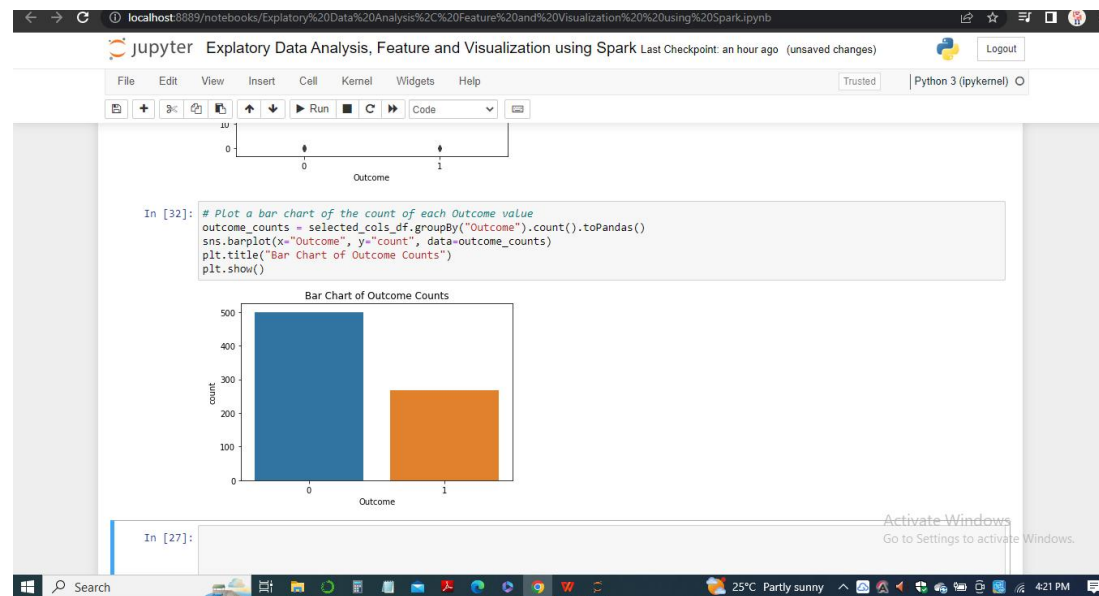 localhost:8889/notebooks/Explatory%20Data%20Analysis%2C%20Feature%20and%20Visualization%20%20using%20Spark.ipynb
jupyter Explatory Data Analysis, Feature and Visualization using Spark Last Checkpoint: an hour ago (unsaved changes)
Logout
File Edit View Insert Cell Kernel Widgets Help
Trusted
Python 3 (ipykernel)
Run
Code
10
0
0 1
Outcome
In [32]: # Plot a bar chart of the count of each Outcome value
outcome_counts = selected_cols_df.groupBy("Outcome").count().toPandas()
sns.barplot(x="Outcome", y="count", data=outcome_counts)
plt.title("Bar Chart of Outcome Counts")
plt.show()
Bar Chart of Outcome Counts
500
400
300
200
100
0
count
0 1
Outcome
In [27]:
Activate Windows
Go to Settings to activate Windows.
Search
25°C Partly sunny
4:21 PM